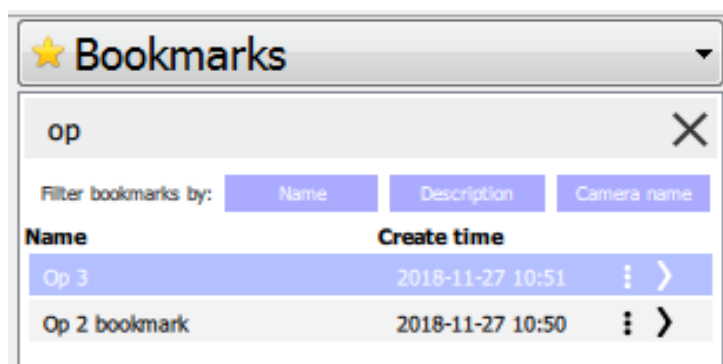 Bookmarks
op
Filter bookmarks by: Name Description Camera name
Name Create time
Op 3 2018-11-27 10:51
Op 2 bookmark 2018-11-27 10:50